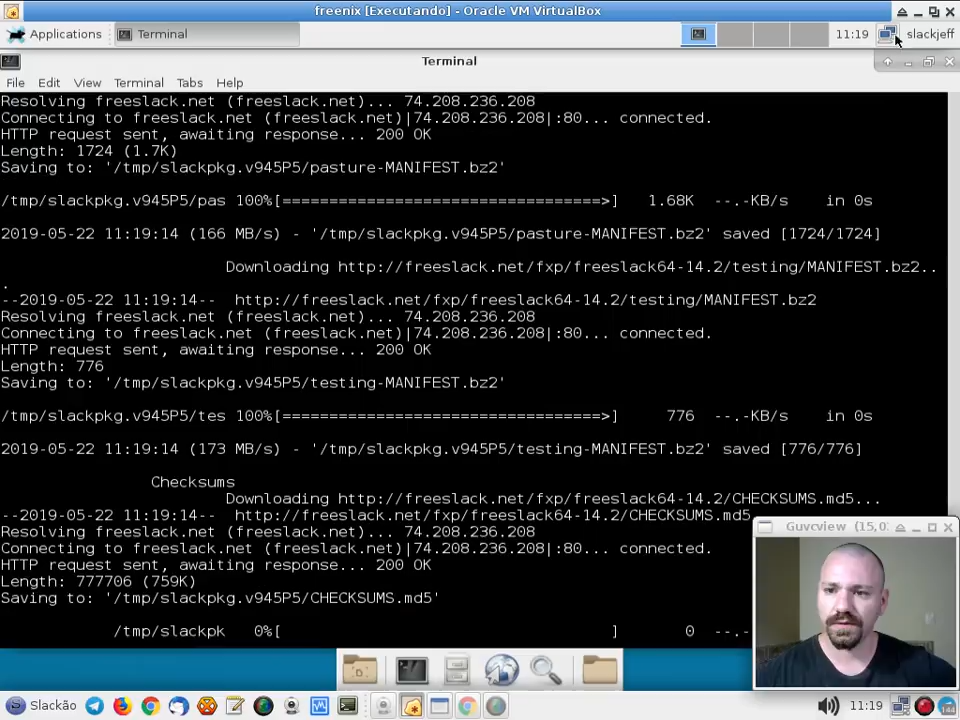 freenix [Executando] - Oracle VM VirtualBox
Applications
Terminal
11:19
slackjeff
Terminal
File Edit View Terminal Tabs Help
Resolving freeslack.net (freeslack.net)... 74.208.236.208
Connecting to freeslack.net (freeslack.net)|74.208.236.208|:80... connected.
HTTP request sent, awaiting response... 200 OK
Length: 1724 (1.7K)
Saving to: '/tmp/slackpkg.v945P5/pasture-MANIFEST.bz2'
/tmp/slackpkg.v945P5/pas 100%[==================================>] 1.68K --.-KB/s in 0s
2019-05-22 11:19:14 (166 MB/s) - '/tmp/slackpkg.v945P5/pasture-MANIFEST.bz2' saved [1724/1724]
Downloading http://freeslack.net/fxp/freeslack64-14.2/testing/MANIFEST.bz2..
.
--2019-05-22 11:19:14-- http://freeslack.net/fxp/freeslack64-14.2/testing/MANIFEST.bz2
Resolving freeslack.net (freeslack.net)... 74.208.236.208
Connecting to freeslack.net (freeslack.net)|74.208.236.208|:80... connected.
HTTP request sent, awaiting response... 200 OK
Length: 776
Saving to: '/tmp/slackpkg.v945P5/testing-MANIFEST.bz2'
/tmp/slackpkg.v945P5/tes 100%[==================================>] 776 --.-KB/s in 0s
2019-05-22 11:19:14 (173 MB/s) - '/tmp/slackpkg.v945P5/testing-MANIFEST.bz2' saved [776/776]
Checksums
Downloading http://freeslack.net/fxp/freeslack64-14.2/CHECKSUMS.md5...
--2019-05-22 11:19:14-- http://freeslack.net/fxp/freeslack64-14.2/CHECKSUMS.md5
Resolving freeslack.net (freeslack.net)... 74.208.236.208
Connecting to freeslack.net (freeslack.net)|74.208.236.208|:80... connected.
HTTP request sent, awaiting response... 200 OK
Length: 777706 (759K)
Saving to: '/tmp/slackpkg.v945P5/CHECKSUMS.md5'
/tmp/slackpk 0%[ ] 0 --.-
Guvcview (15,0
Slackão
11:19